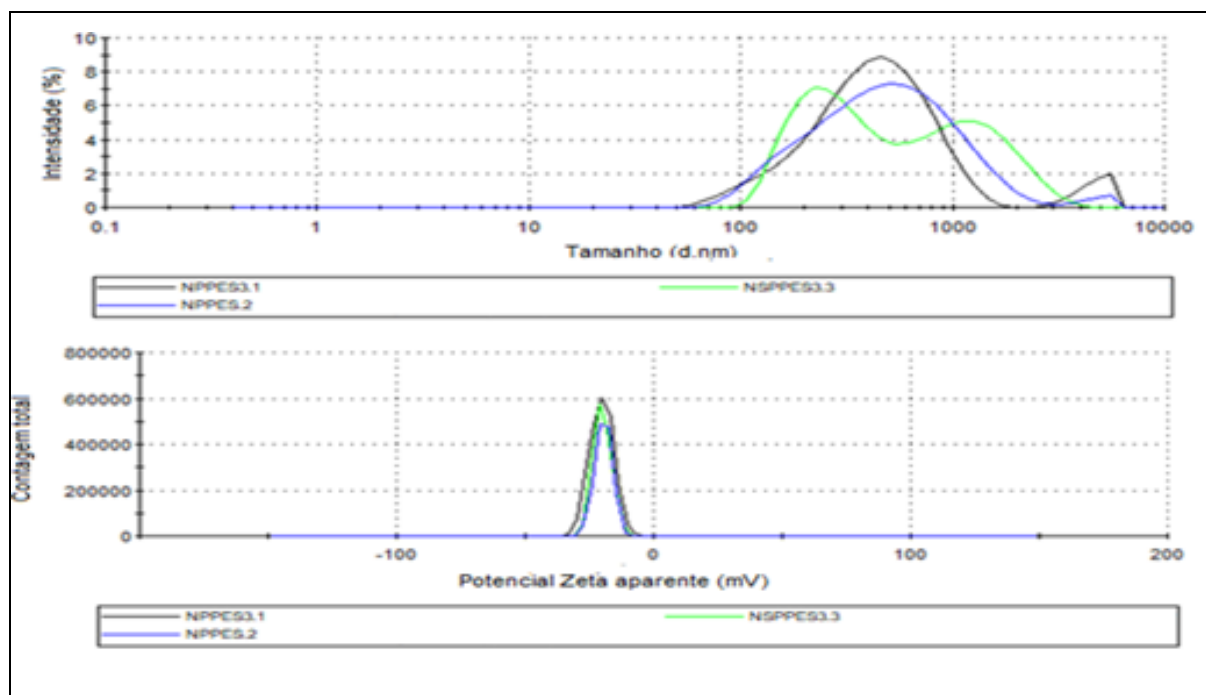 Intensidade (%)
10
8
6
4
2
0
0.1 1 10 100 1000 10000
Tamanho (d.nm)
NPPES3.1 NSPPES3.3
NPPES.2
Contagem total
800000
600000
400000
200000
0
-100 0 100 200
Potencial Zeta aparente (mV)
NPPES3.1 NSPPES3.3
NPPES.2